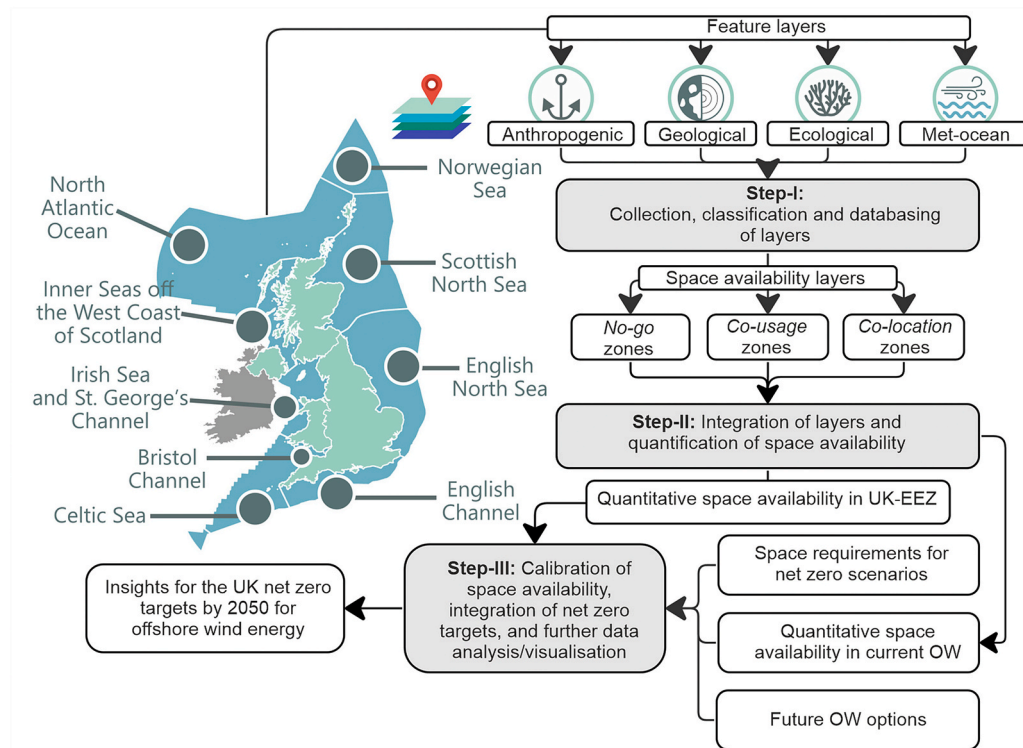 Feature layers
Anthropogenic
Geological
Ecological
Met-ocean
Norwegian
Sea
North
Atlantic
Ocean
Scottish
North Sea
Inner Seas off
the West Coast
of Scotland
English
North Sea
Irish Sea
and St. George's
Channel
Bristol
Channel
Celtic Sea
English
Channel
Step-I:
Collection, classification and databasing
of layers
Space availability layers
No-go
zones
Co-usage
zones
Co-location
zones
Step-II: Integration of layers and
quantification of space availability
Quantitative space availability in UK-EEZ
Step-III: Calibration of
space availability,
integration of net zero
targets, and further data
analysis/visualisation
Space requirements for
net zero scenarios
Quantitative space
availability in current OW
Future OW options
Insights for the UK net zero
targets by 2050 for
offshore wind energy